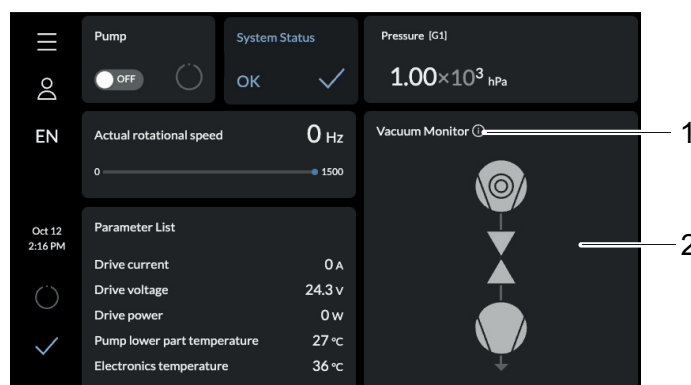 Pump
OFF
System Status
OK
Pressure [G1]
1.00×10³ hPa
EN
Actual rotational speed
0 Hz
0
1500
Vacuum Monitor
1
Oct 12
2:16 PM
Parameter List
Drive current 0 A
Drive voltage 24.3 V
Drive power 0 W
Pump lower part temperature 27 °C
Electronics temperature 36 °C
2